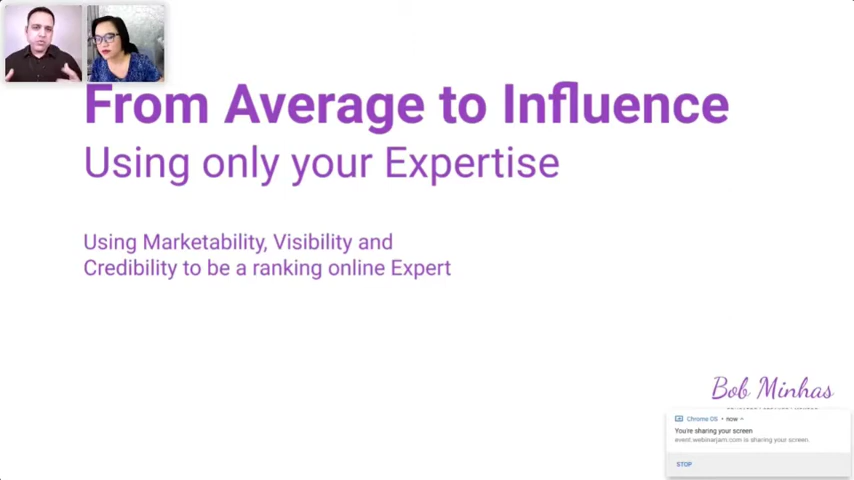 From Average to Influence
Using only your Expertise
Using Marketability, Visibility and
Credibility to be a ranking online Expert
Bob Minhas
Chrome OS • now
You're sharing your screen
event.webinarjam.com is sharing your screen.
STOP